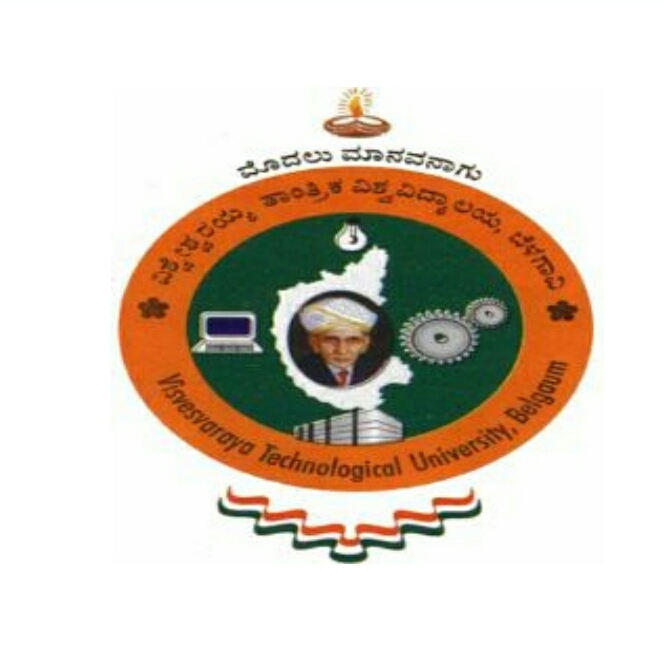 ಮೊದಲು ಮಾನವನಾಗು
ವಿಶ್ವೇಶ್ವರಯ್ಯ ತಾಂತ್ರಿಕ ವಿಶ್ವವಿದ್ಯಾಲಯ, ಬೆಳಗಾವಿ
Visvesvaraya Technological University, Belgaum